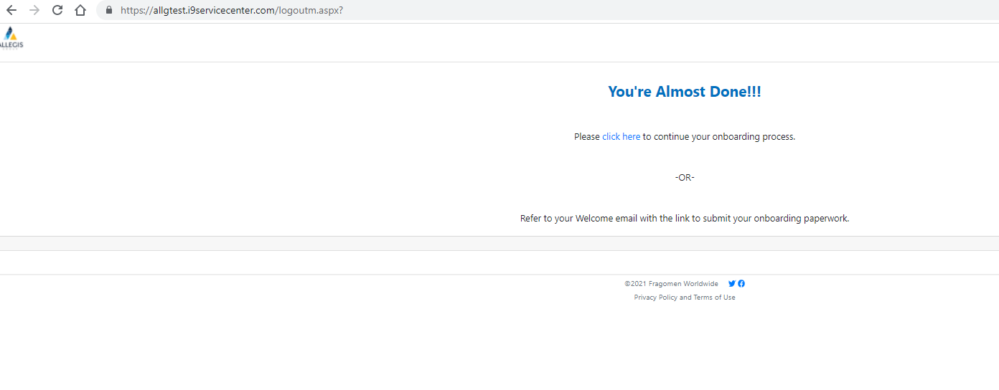 https://allgtest.i9servicecenter.com/logoutm.aspx?
ALLEGIS
You're Almost Done!!!
Please click here to continue your onboarding process.
-OR-
Refer to your Welcome email with the link to submit your onboarding paperwork.
©2021 Fragomen Worldwide
Privacy Policy and Terms of Use